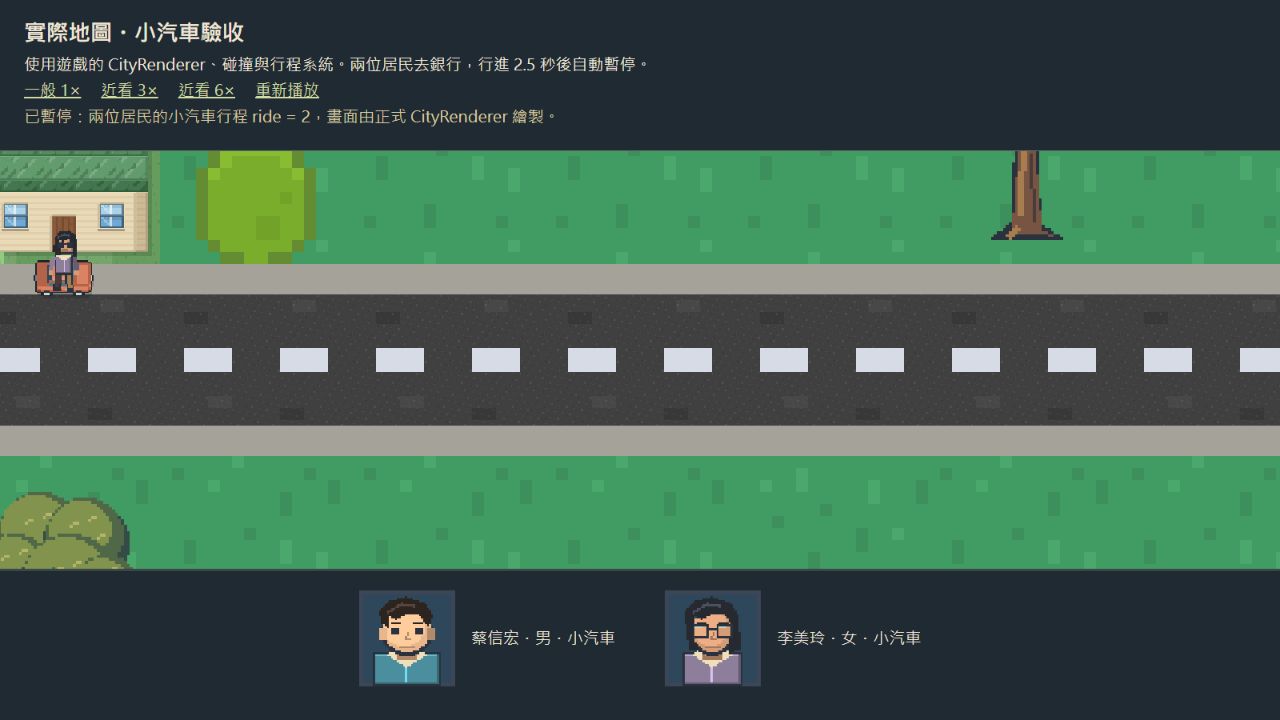 實際地圖・小汽車驗收
使用遊戲的 CityRenderer、碰撞與行程系統。兩位居民去銀行，行進 2.5 秒後自動暫停。
一般 1× 近看 3× 近看 6× 重新播放
已暫停：兩位居民的小汽車行程 ride = 2，畫面由正式 CityRenderer 繪製。
蔡信宏・男・小汽車
李美玲・女・小汽車